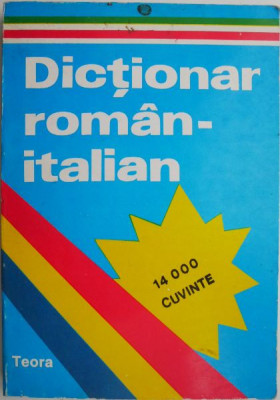 Dicționar
român-
italian
14 000
CUVINTE
Teora